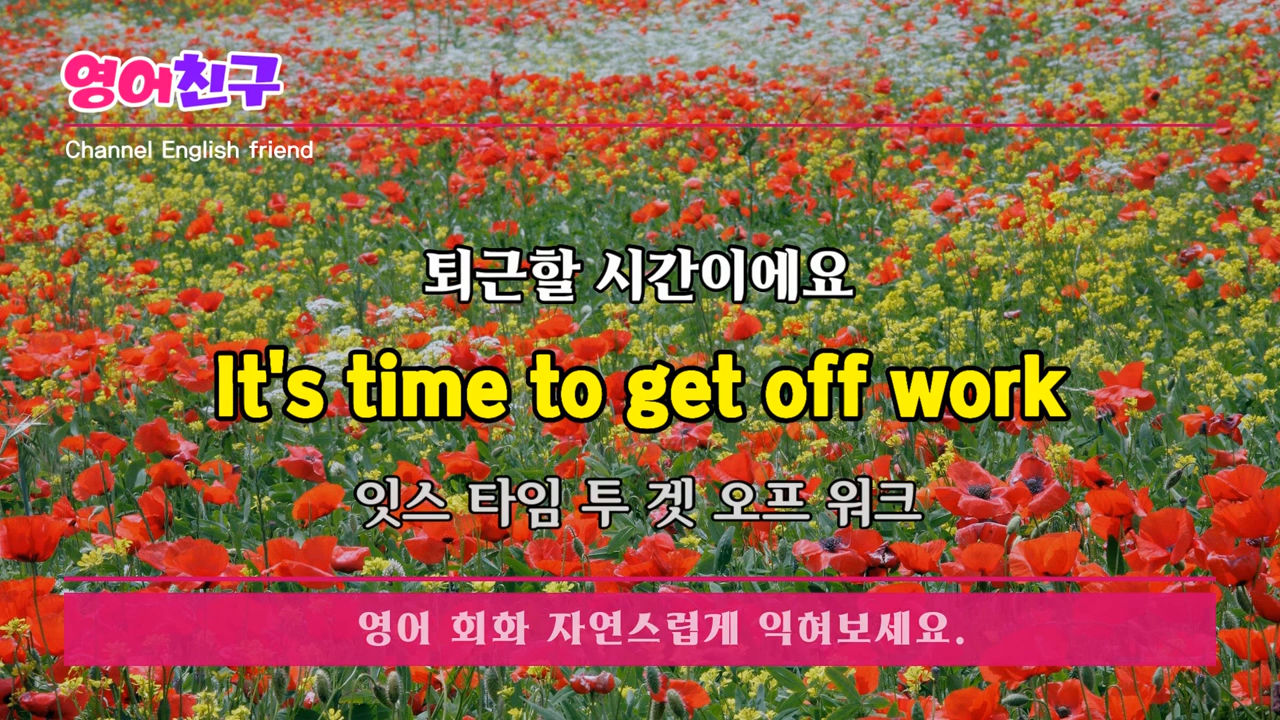 영어친구
Channel English friend
퇴근할 시간이에요
It's time to get off work
잇스 타임 투 겟 오프 워크
영어 회화 자연스럽게 익혀보세요.